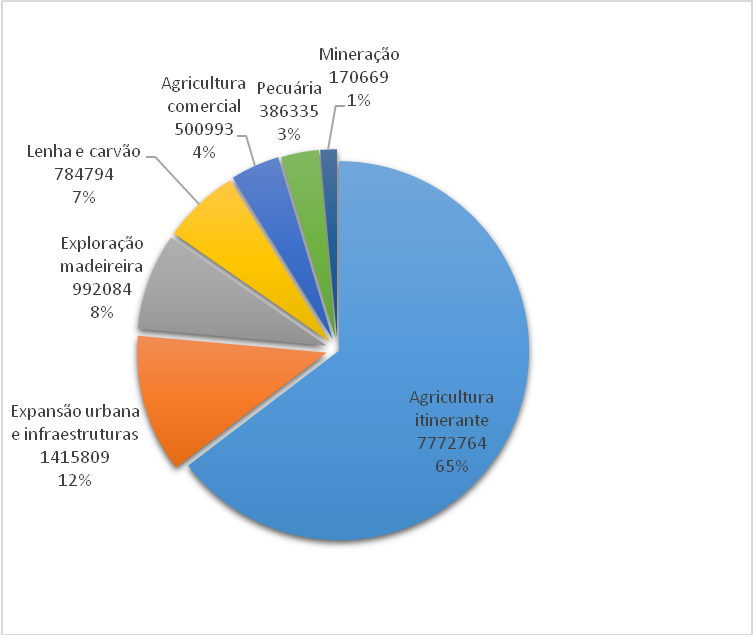 Mineração
170669
1%
Pecuária
386335
3%
Agricultura
comercial
500993
4%
Lenha e carvão
784794
7%
Exploração
madeireira
992084
8%
Expansão urbana
e infraestruturas
1415809
12%
Agricultura
itinerante
7772764
65%